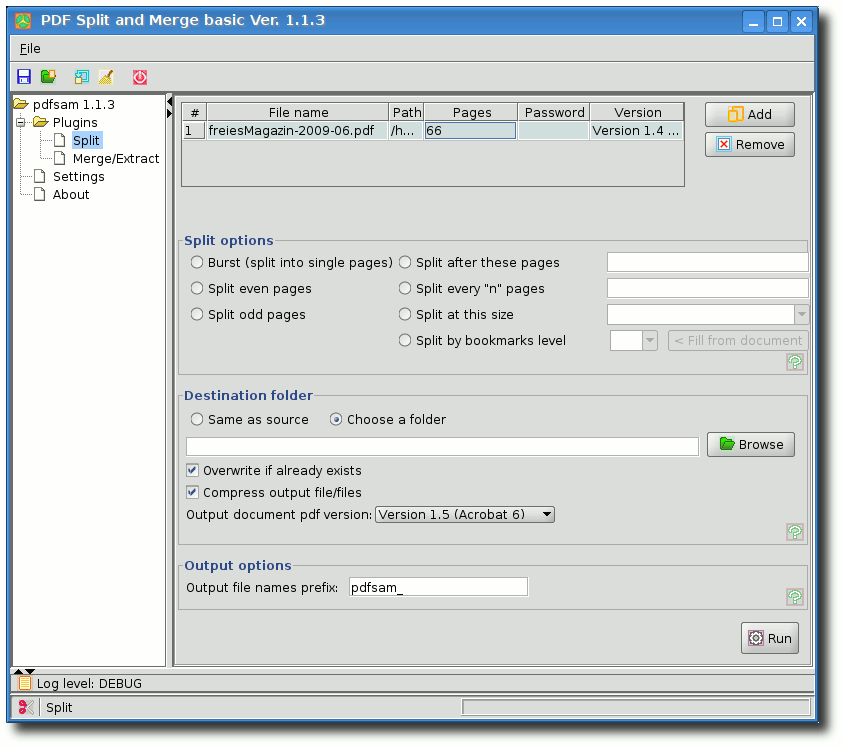 PDF Split and Merge basic Ver. 1.1.3
File
pdfsam 1.1.3
Plugins
Split
Merge/Extract
Settings
About
# File name Path Pages Password Version
1 freiesMagazin-2009-06.pdf /h... 66 Version 1.4 ...
Add
Remove
Split options
Burst (split into single pages) Split after these pages
Split even pages Split every "n" pages
Split odd pages Split at this size
Split by bookmarks level < Fill from document
Destination folder
Same as source Choose a folder
Browse
Overwrite if already exists
Compress output file/files
Output document pdf version: Version 1.5 (Acrobat 6)
Output options
Output file names prefix: pdfsam_
Run
Log level: DEBUG
Split